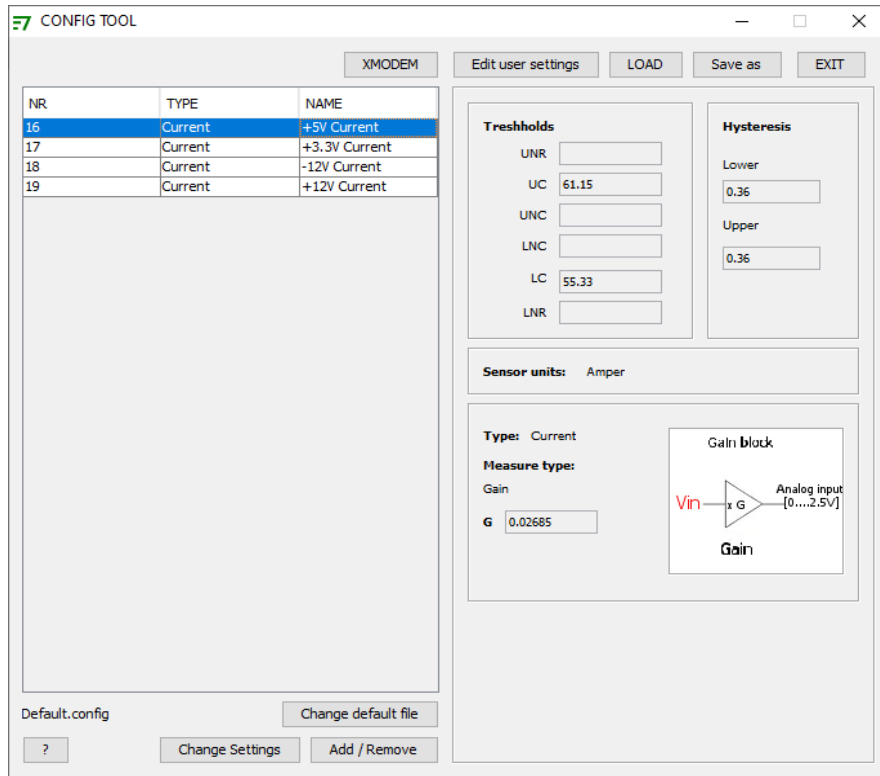 CONFIG TOOL
XMODEM
Edit user settings
LOAD
Save as
EXIT
NR TYPE NAME
16 Current +5V Current
17 Current +3.3V Current
18 Current -12V Current
19 Current +12V Current
Default.config
Change default file
?
Change Settings
Add / Remove
Treshholds
UNR
UC 61.15
UNC
LNC
LC 55.33
LNR
Hysteresis
Lower
0.36
Upper
0.36
Sensor units: Amper
Type: Current
Measure type:
Gain
G 0.02685
Gain block
Vin
x G
Analog input
[0....2.5V]
Gain